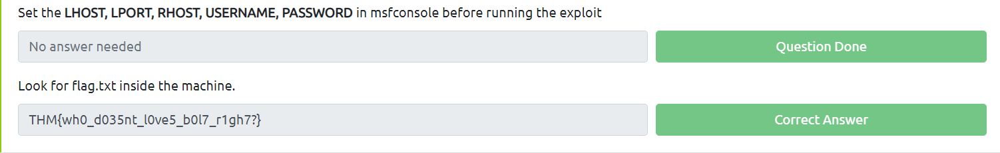 Set the LHOST, LPORT, RHOST, USERNAME, PASSWORD in msfconsole before running the exploit
No answer needed
Question Done
Look for flag.txt inside the machine.
THM{wh0_d035nt_l0ve5_b0l7_r1gh7?}
Correct Answer